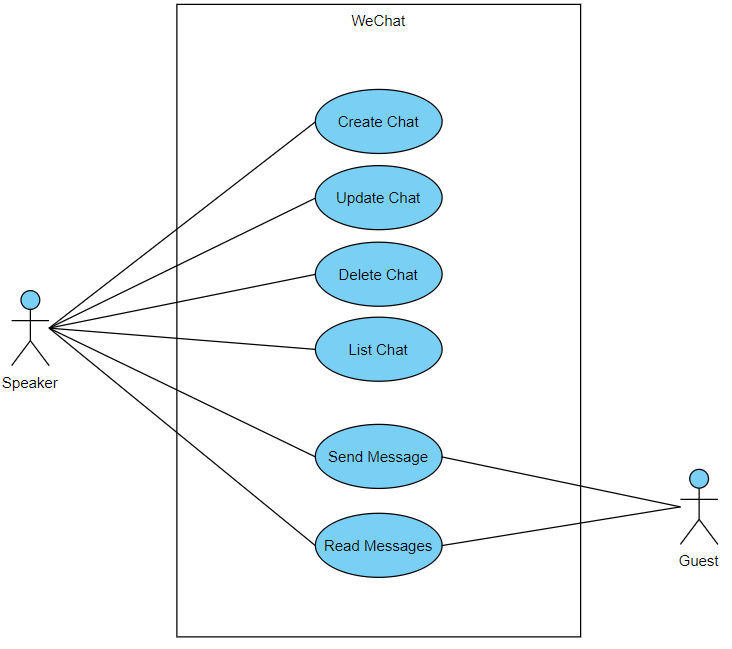 WeChat
Create Chat
Update Chat
Delete Chat
List Chat
Speaker
Send Message
Read Messages
Guest